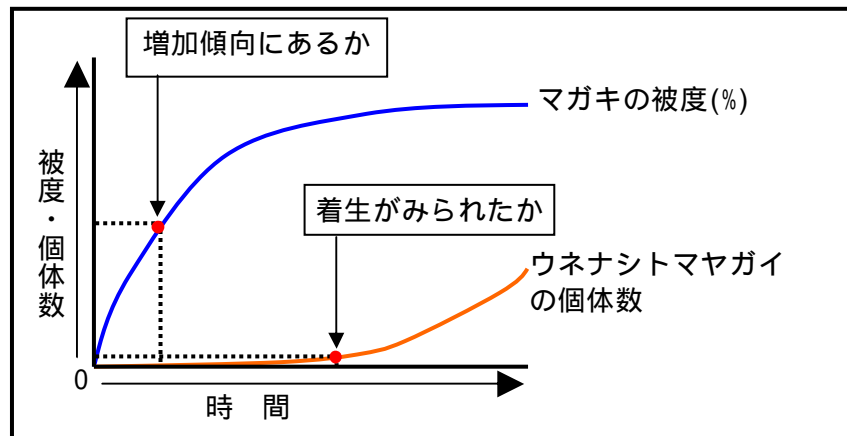 増加傾向にあるか
マガキの被度(%)
被度・個体数
着生がみられたか
ウネナシトマヤガイ
の個体数
0
時 間